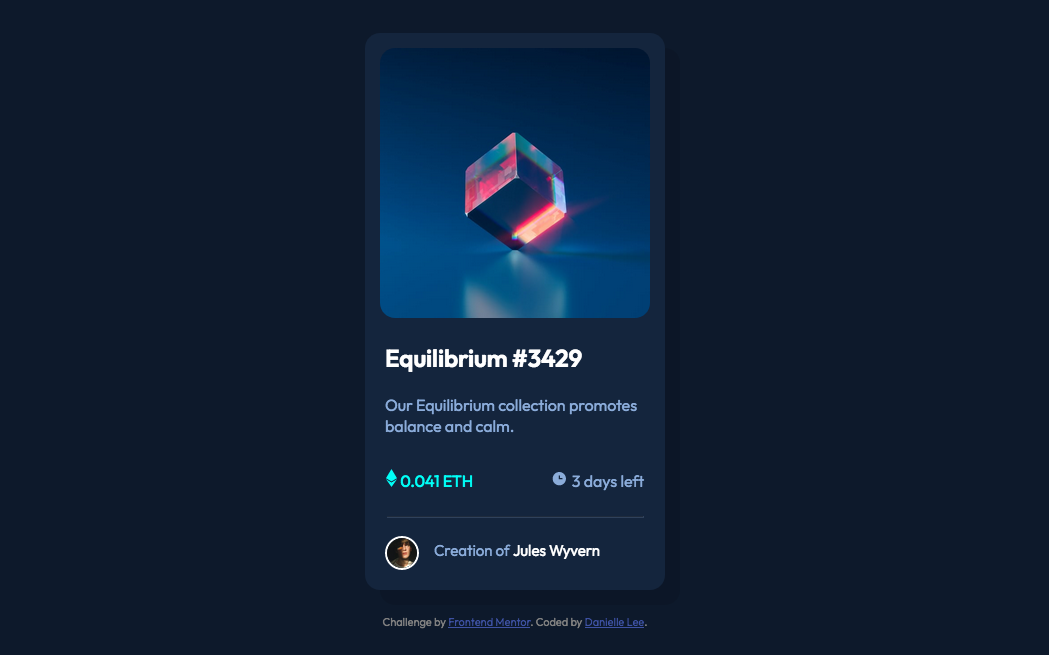 Equilibrium #3429
Our Equilibrium collection promotes
balance and calm.
0.041 ETH
3 days left
Creation of Jules Wyvern
Challenge by Frontend Mentor. Coded by Danielle Lee.